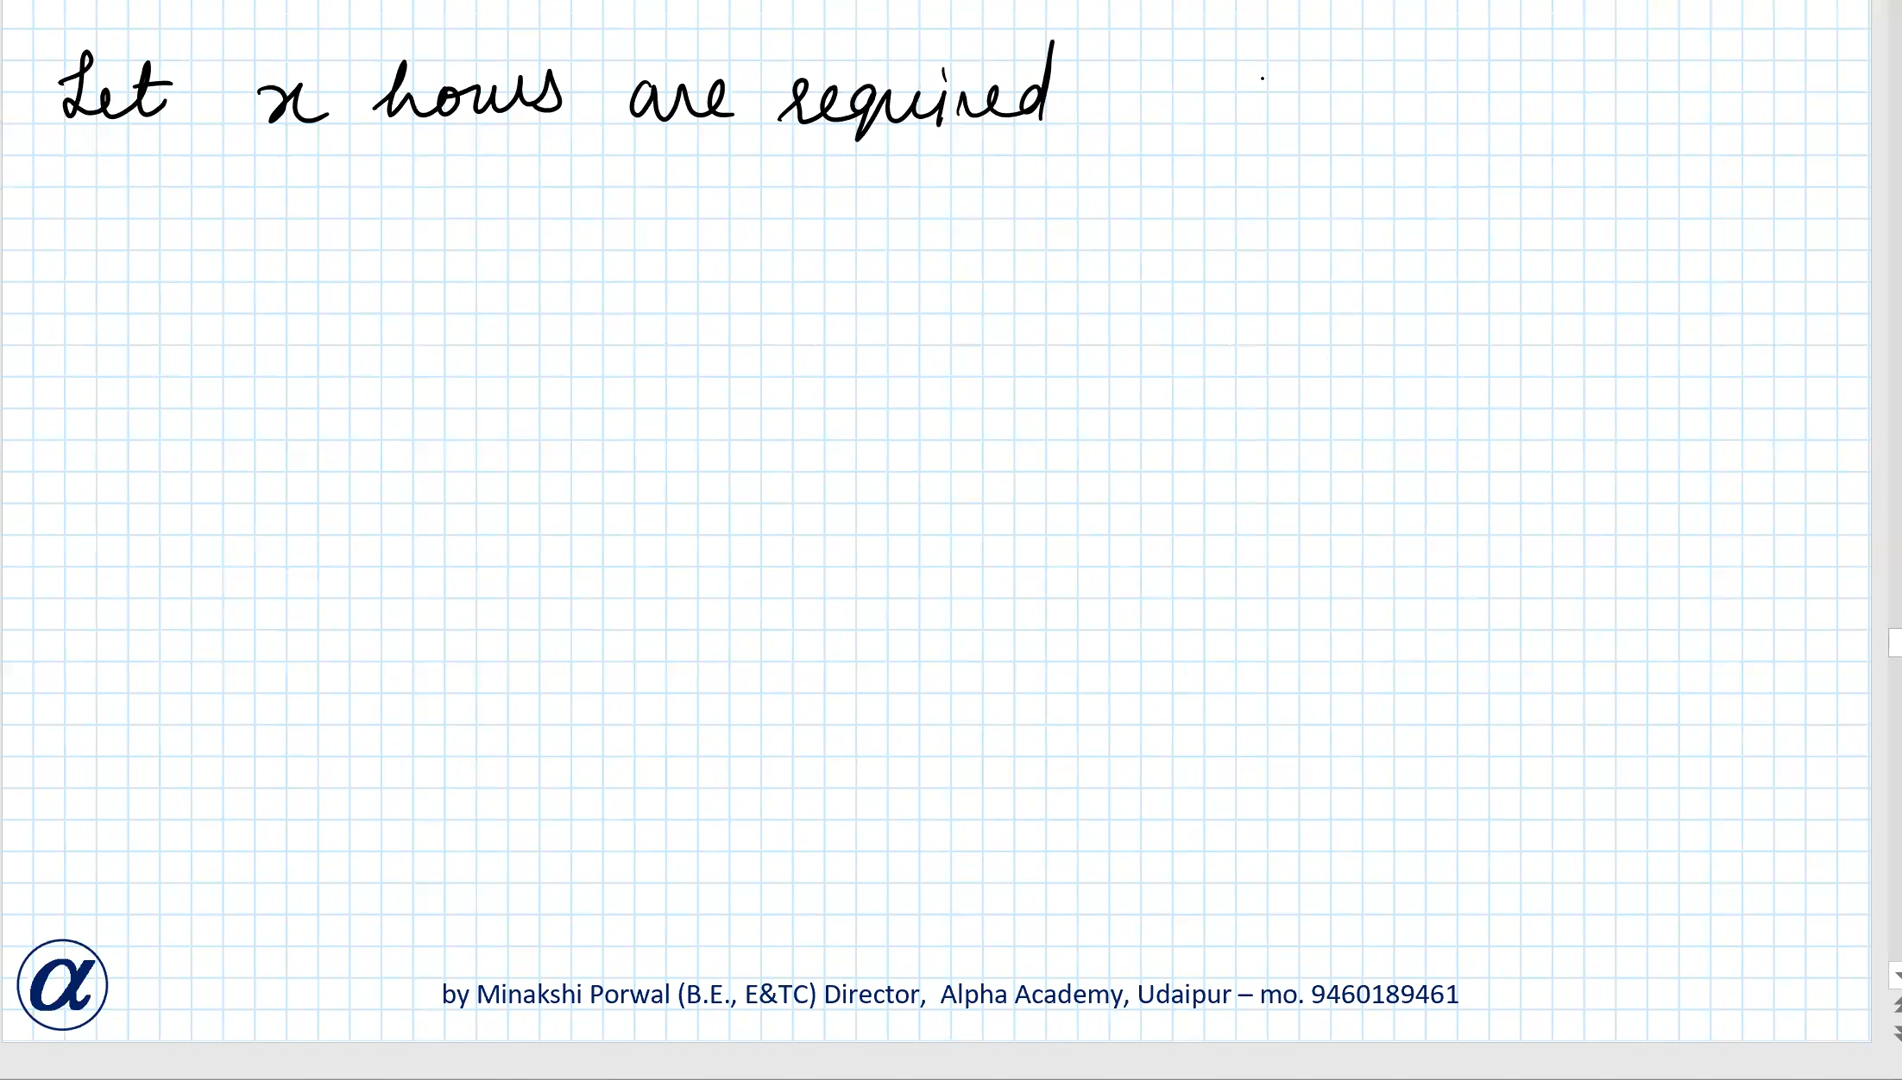 Let x hours are required
α
by Minakshi Porwal (B.E., E&TC) Director, Alpha Academy, Udaipur – mo. 9460189461